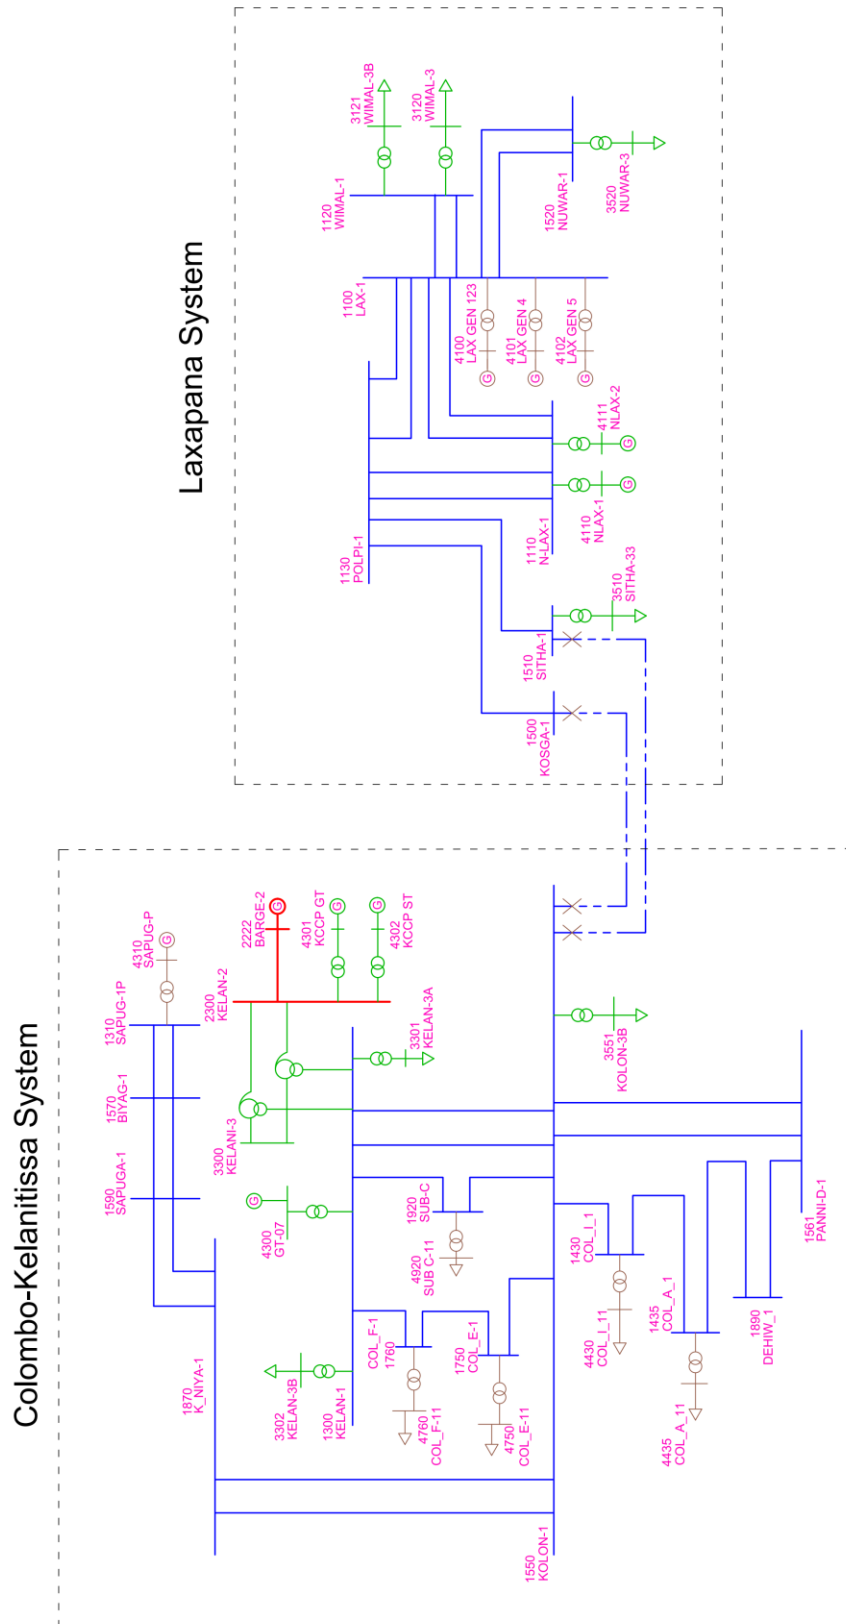 Laxapana System
3121
WIMAL-3B
3120
WIMAL-3
1120
WIMAL-1
1520
NUWAR-1
3520
NUWAR-3
1100
LAX-1
4100
LAX GEN 123
G
4101
LAX GEN 4
G
4102
LAX GEN 5
G
1130
POLPI-1
4111
NLAX-2
G
4110
NLAX-1
G
1110
N-LAX-1
3510
SITHA-33
1510
SITHA-1
1500
KOSGA-1
Colombo-Kelanitissa System
4310
SAPUG-P
G
1310
SAPUG-1P
1570
BIYAG-1
1590
SAPUGA-1
1870
K_NIYA-1
2222
BARGE-2
G
4301
KCCP GT
G
4302
KCCP ST
G
2300
KELAN-2
3300
KELANI-3
3301
KELAN-3A
4300
GT-07
G
3302
KELAN-3B
1300
KELAN-1
1920
SUB-C
4920
SUB C-11
COL_F-1
1760
4760
COL_F-11
1750
COL_E-1
4750
COL_E-11
1550
KOLON-1
3551
KOLON-3B
1430
COL_I_1
4430
COL_I_11
1435
COL_A_1
4435
COL_A_11
1890
DEHIW_1
1561
PANNI-D-1